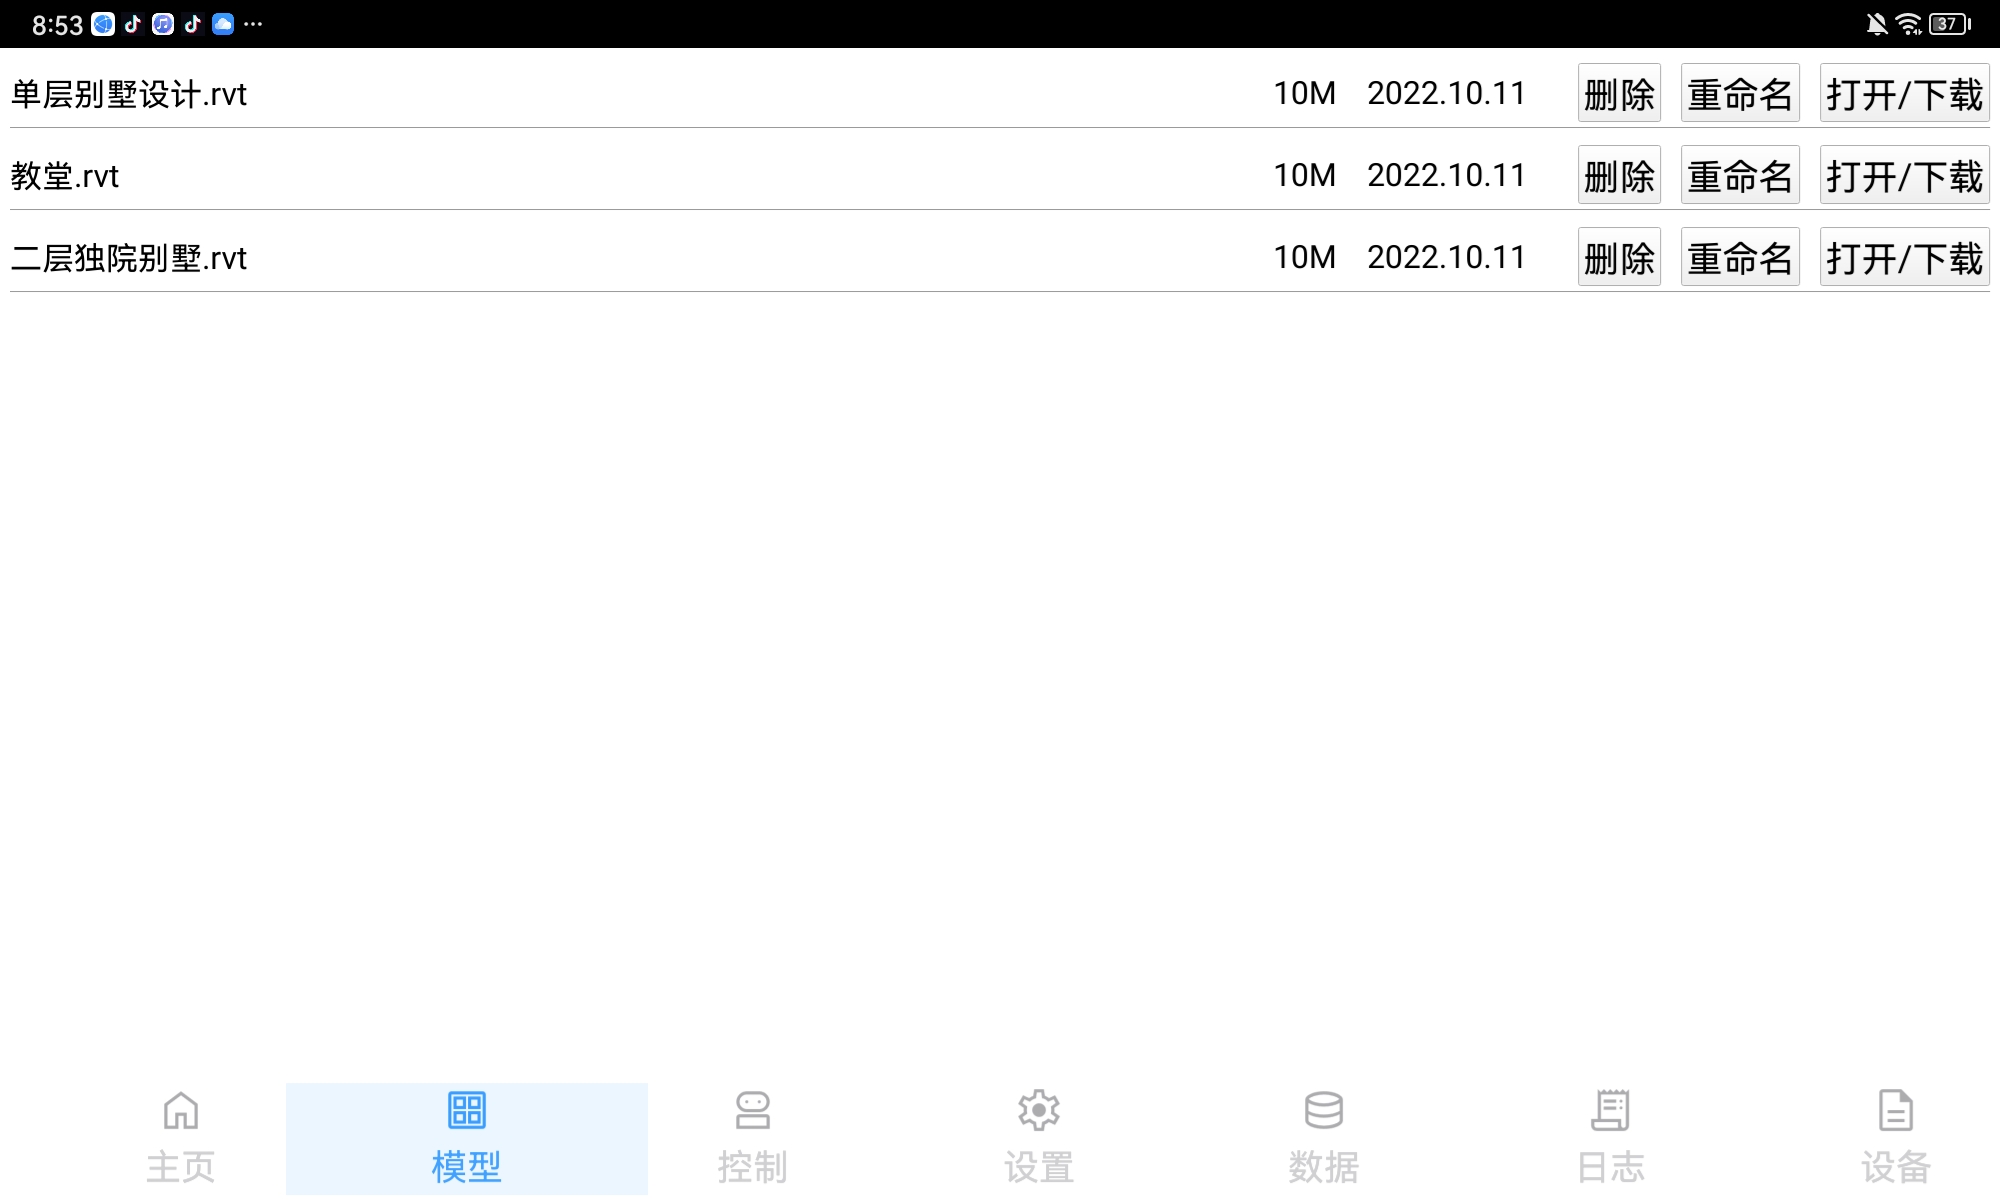 8:53 37
单层别墅设计.rvt 10M 2022.10.11 删除 重命名 打开/下载
教堂.rvt 10M 2022.10.11 删除 重命名 打开/下载
二层独院别墅.rvt 10M 2022.10.11 删除 重命名 打开/下载
主页 模型 控制 设置 数据 日志 设备